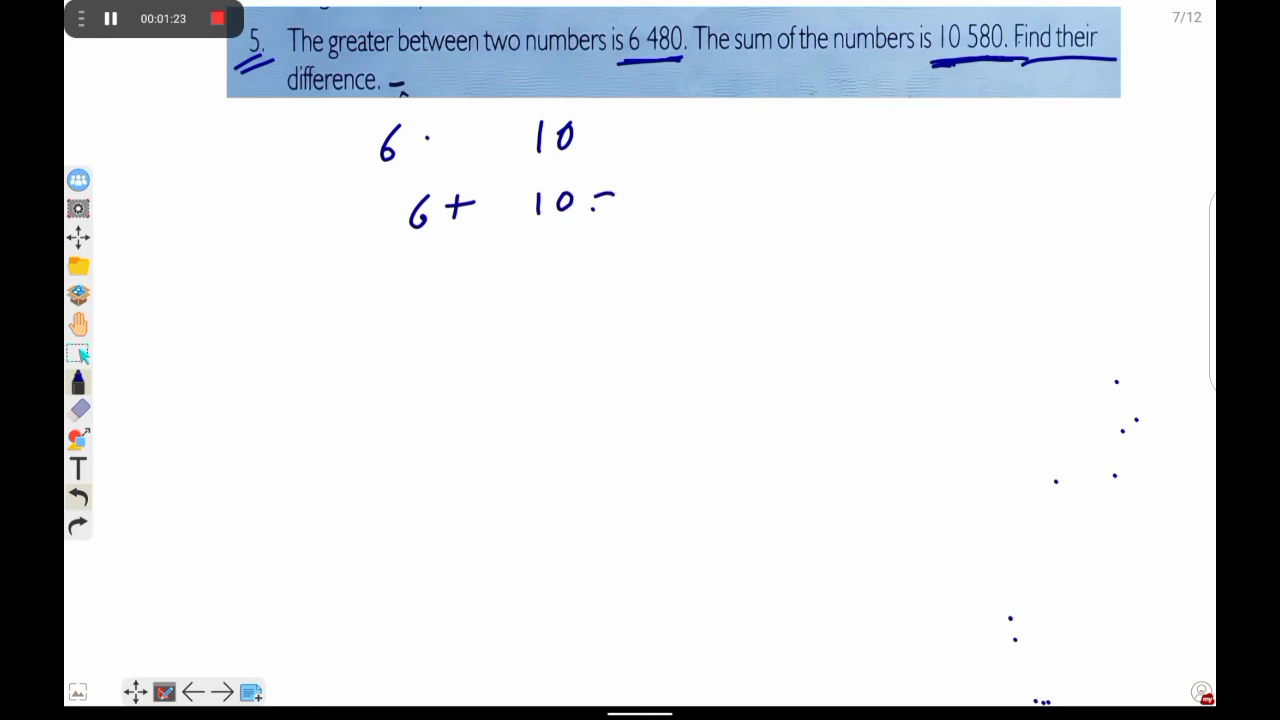 00:01:23
7/12
5. The greater between two numbers is 6 480. The sum of the numbers is 10 580. Find their
difference. -
6 . 10
6 + 10 =
T
my